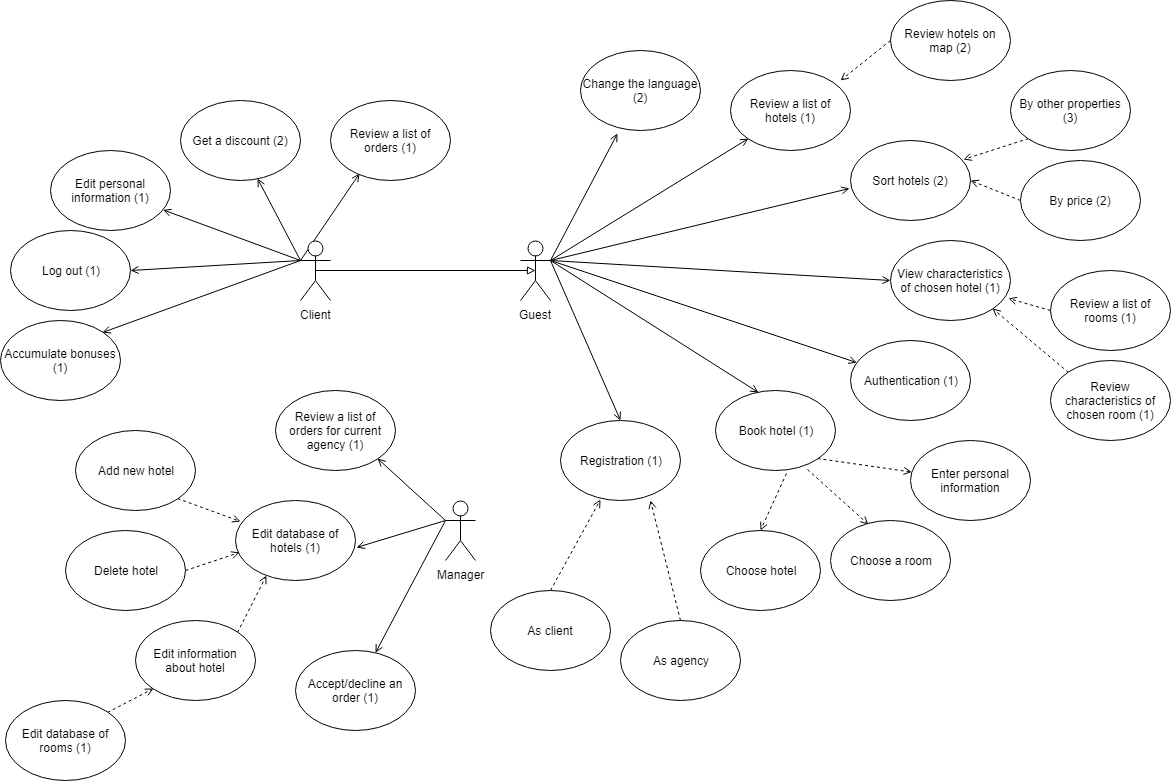 Review hotels on
map (2)
Change the language
(2)
Review a list of
hotels (1)
By other properties
(3)
Get a discount (2)
Review a list of
orders (1)
Sort hotels (2)
By price (2)
Edit personal
information (1)
Log out (1)
View characteristics
of chosen hotel (1)
Review a list of
rooms (1)
Client
Guest
Accumulate bonuses
(1)
Authentication (1)
Review
characteristics of
chosen room (1)
Review a list of
orders for current
agency (1)
Book hotel (1)
Registration (1)
Add new hotel
Enter personal
information
Edit database of
hotels (1)
Manager
Delete hotel
Choose hotel
Choose a room
As client
As agency
Edit information
about hotel
Accept/decline an
order (1)
Edit database of
rooms (1)